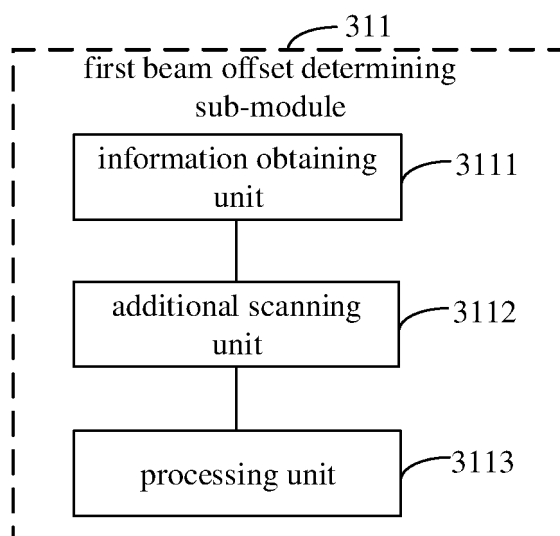 311
first beam offset determining
sub-module
information obtaining
unit
3111
additional scanning
unit
3112
processing unit
3113